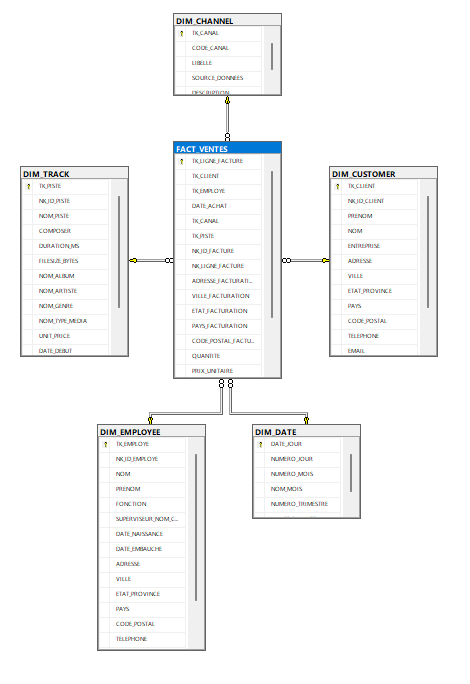 DIM_CHANNEL
TK_CANAL
CODE_CANAL
LIBELLE
SOURCE_DONNEES
DESCRIPTION
FACT_VENTES
TK_LIGNE_FACTURE
TK_CLIENT
TK_EMPLOYE
DATE_ACHAT
TK_CANAL
TK_PISTE
NK_ID_FACTURE
NK_LIGNE_FACTURE
ADRESSE_FACTURATI...
VILLE_FACTURATION
ETAT_FACTURATION
PAYS_FACTURATION
CODE_POSTAL_FACTU...
QUANTITE
PRIX_UNITAIRE
DIM_TRACK
TK_PISTE
NK_ID_PISTE
NOM_PISTE
COMPOSER
DURATION_MS
FILESIZE_BYTES
NOM_ALBUM
NOM_ARTISTE
NOM_GENRE
NOM_TYPE_MEDIA
UNIT_PRICE
DATE_DEBUT
DIM_CUSTOMER
TK_CLIENT
NK_ID_CLIENT
PRENOM
NOM
ENTREPRISE
ADRESSE
VILLE
ETAT_PROVINCE
PAYS
CODE_POSTAL
TELEPHONE
EMAIL
DIM_EMPLOYEE
TK_EMPLOYE
NK_ID_EMPLOYE
NOM
PRENOM
FONCTION
SUPERVISEUR_NOM_C...
DATE_NAISSANCE
DATE_EMBAUCHE
ADRESSE
VILLE
ETAT_PROVINCE
PAYS
CODE_POSTAL
TELEPHONE
DIM_DATE
DATE_JOUR
NUMERO_JOUR
NUMERO_MOIS
NOM_MOIS
NUMERO_TRIMESTRE